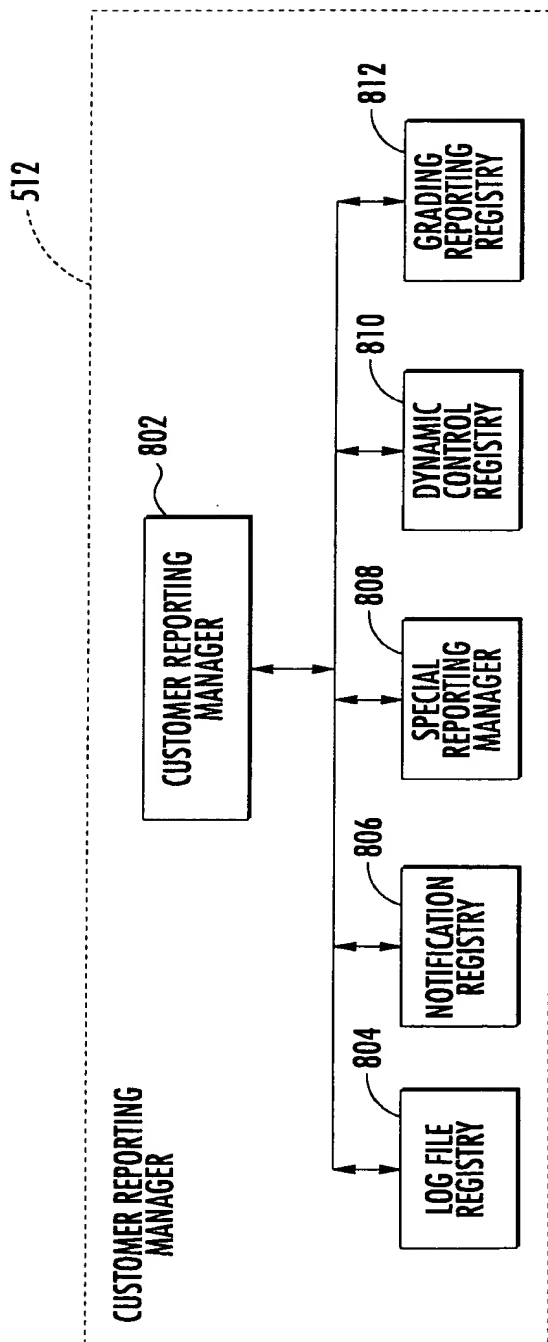 CUSTOMER REPORTING
MANAGER
512
802
CUSTOMER REPORTING
MANAGER
804
LOG FILE
REGISTRY
806
NOTIFICATION
REGISTRY
808
SPECIAL
REPORTING
MANAGER
810
DYNAMIC
CONTROL
REGISTRY
812
GRADING
REPORTING
REGISTRY